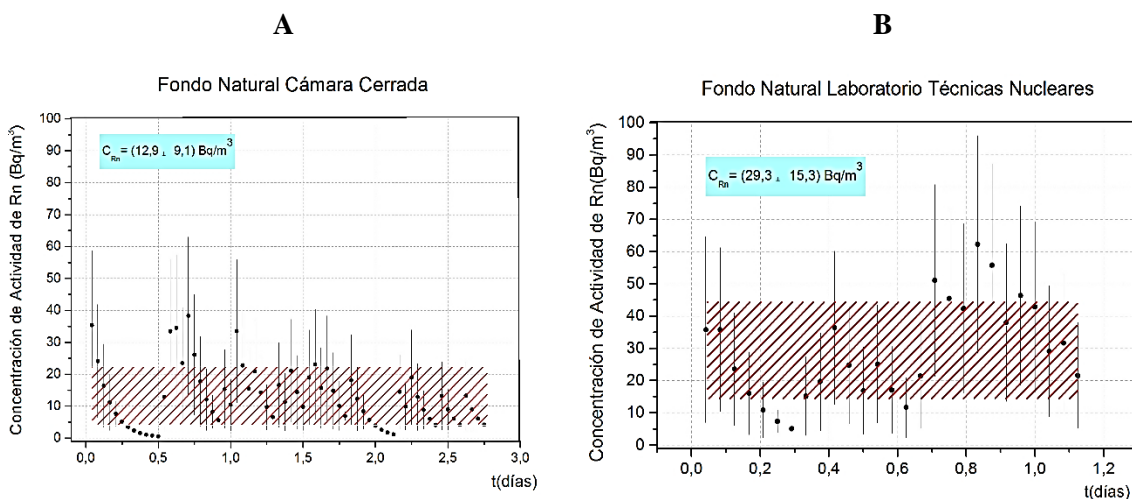 A
B
Fondo Natural Cámara Cerrada
Concentración de Actividad de Rn (Bq/m³)
100
90
80
70
60
50
40
30
20
10
0
C_Rn = (12,9 ± 9,1) Bq/m³
0,0 0,5 1,0 1,5 2,0 2,5 3,0
t(días)
Fondo Natural Laboratorio Técnicas Nucleares
Concentración de Actividad de Rn(Bq/m³)
100
90
80
70
60
50
40
30
20
10
0
C_Rn = (29,3 ± 15,3) Bq/m³
0,0 0,2 0,4 0,6 0,8 1,0 1,2
t(días)